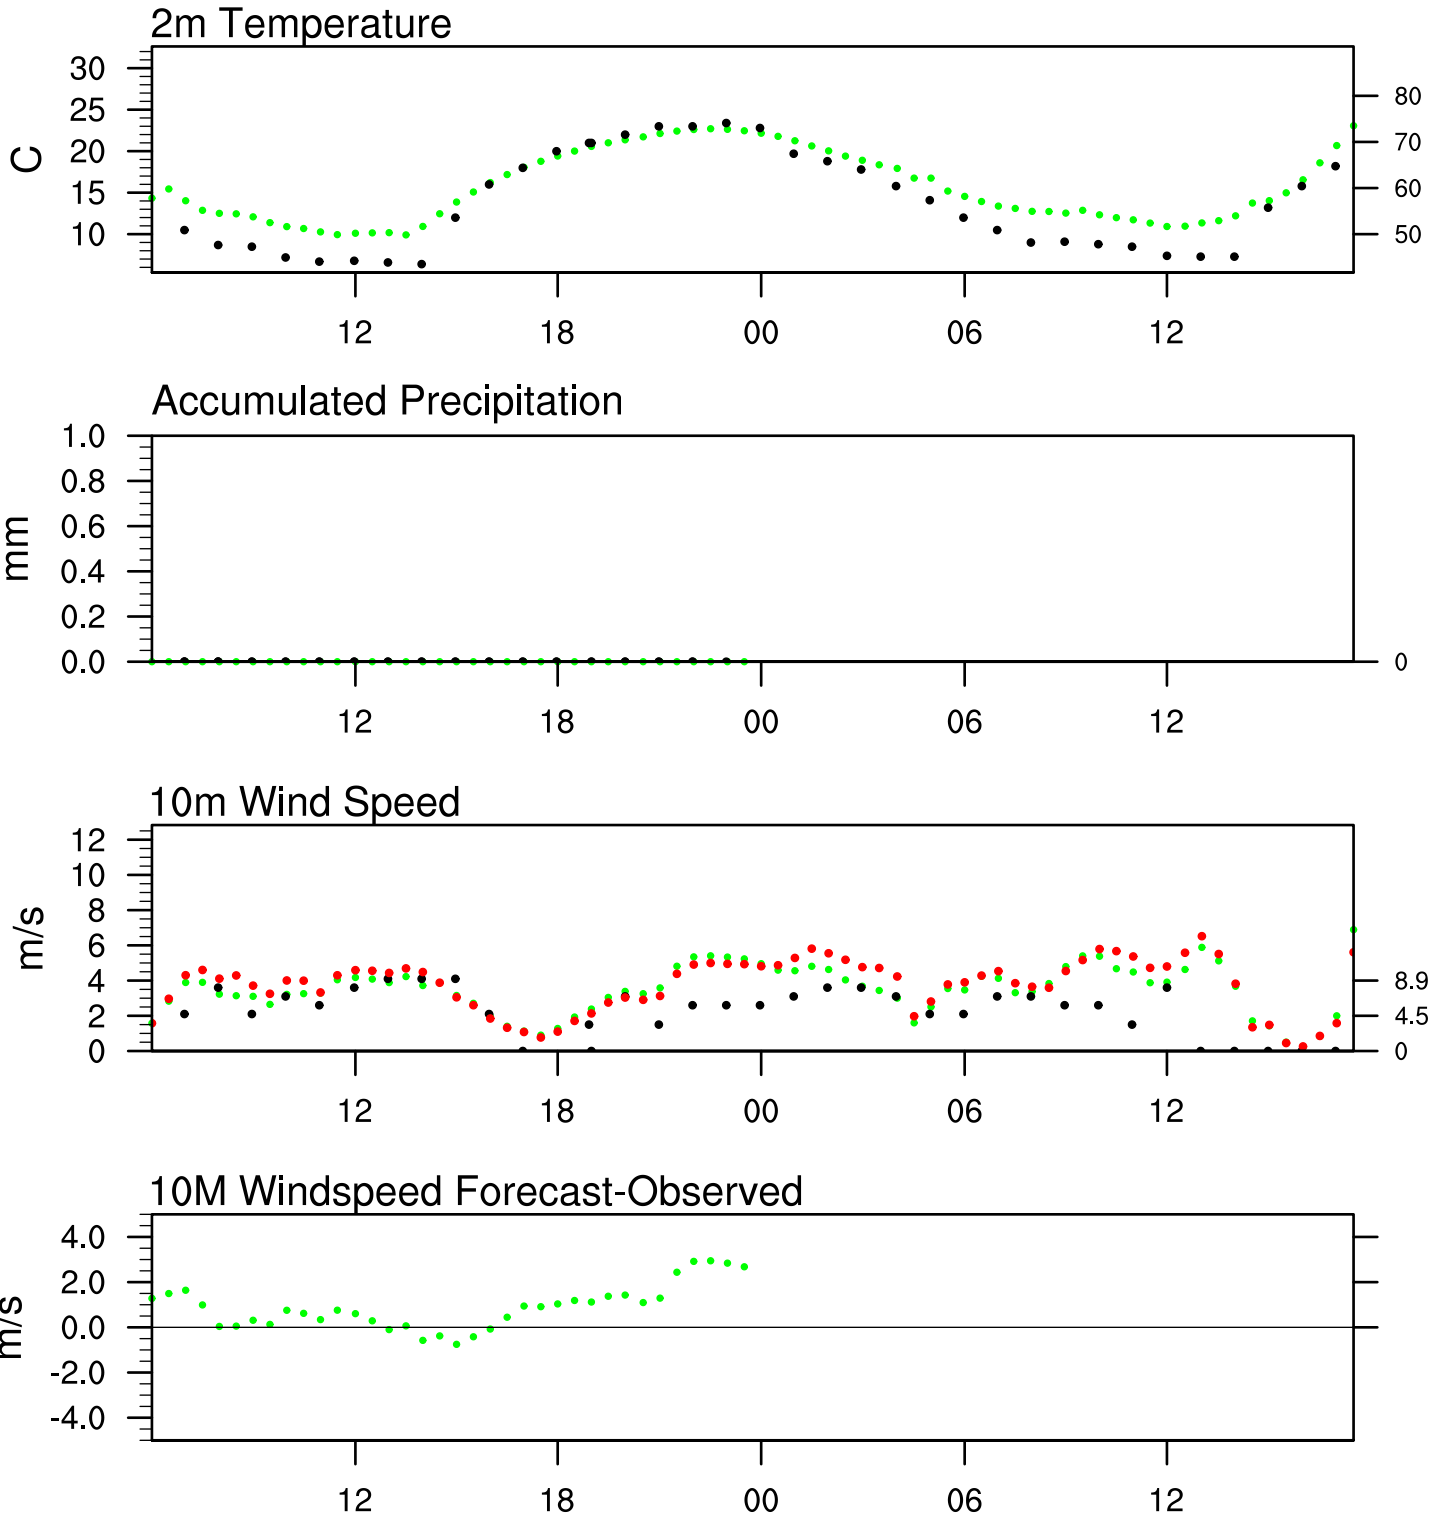 2m Temperature
30
25
20
15
10
C
80
70
60
50
12 18 00 06 12
Accumulated Precipitation
1.0
0.8
0.6
0.4
0.2
0.0
mm
0
12 18 00 06 12
10m Wind Speed
12
10
8
6
4
2
0
m/s
8.9
4.5
0
12 18 00 06 12
10M Windspeed Forecast-Observed
4.0
2.0
0.0
-2.0
-4.0
m/s
12 18 00 06 12